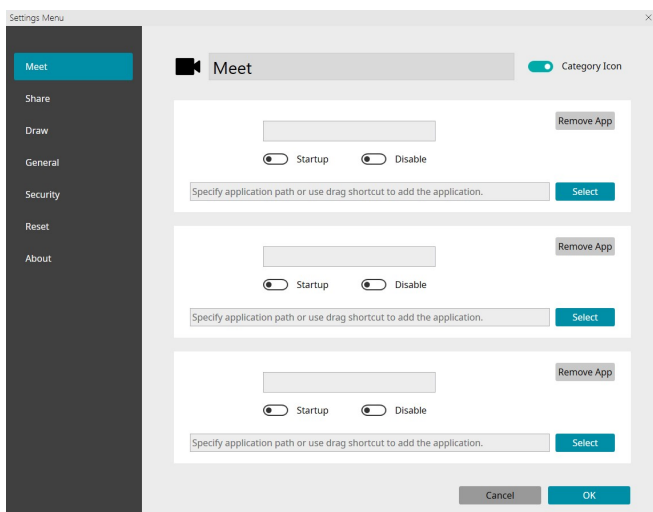 Settings Menu
Meet
Share
Draw
General
Security
Reset
About
Meet
Category Icon
Remove App
Startup
Disable
Specify application path or use drag shortcut to add the application.
Select
Remove App
Startup
Disable
Specify application path or use drag shortcut to add the application.
Select
Remove App
Startup
Disable
Specify application path or use drag shortcut to add the application.
Select
Cancel
OK